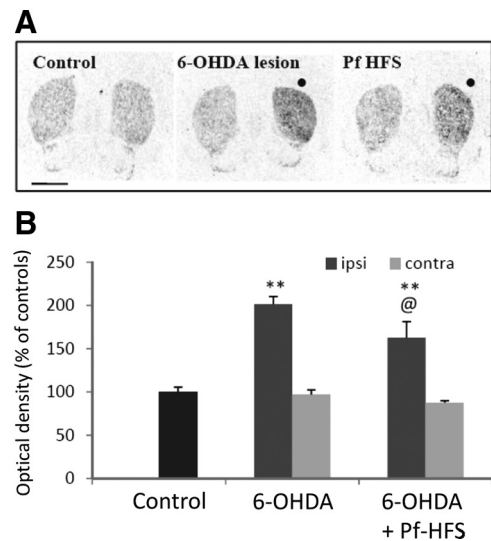 A
Control 6-OHDA lesion Pf HFS
B
250
200
150
100
50
0
Optical density (% of controls)
ipsi contra
**
**
@
Control 6-OHDA 6-OHDA
+ Pf-HFS